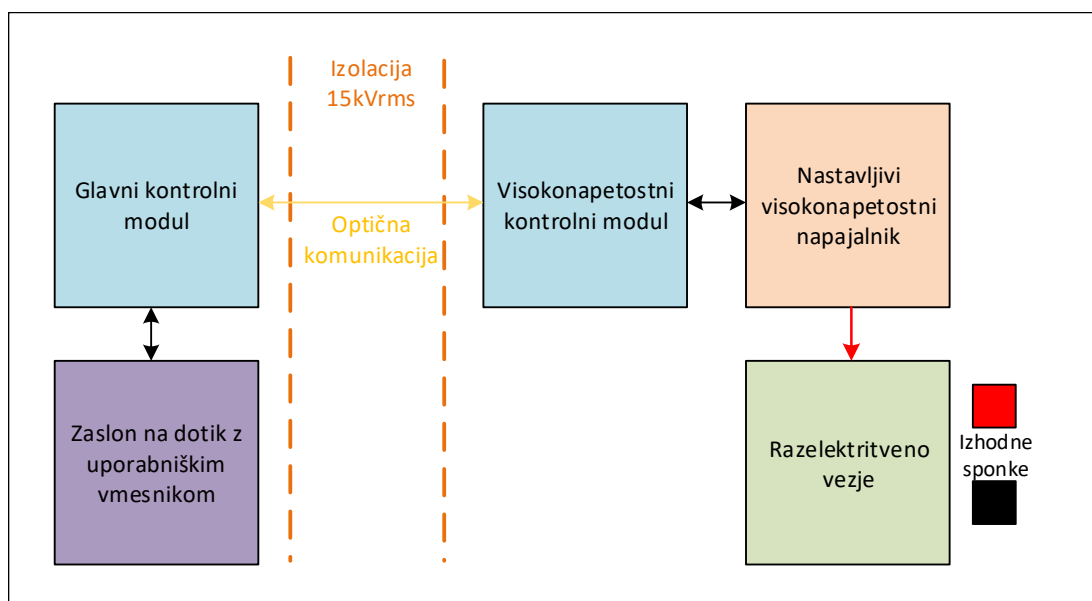 Izolacija
15kVrms
Glavni kontrolni
modul
Optična
komunikacija
Visokonapetostni
kontrolni modul
Nastavljivi
visokonapetostni
napajalnik
Zaslon na dotik z
uporabniškim
vmesnikom
Razelektritveno
vezje
Izhodne
sponke